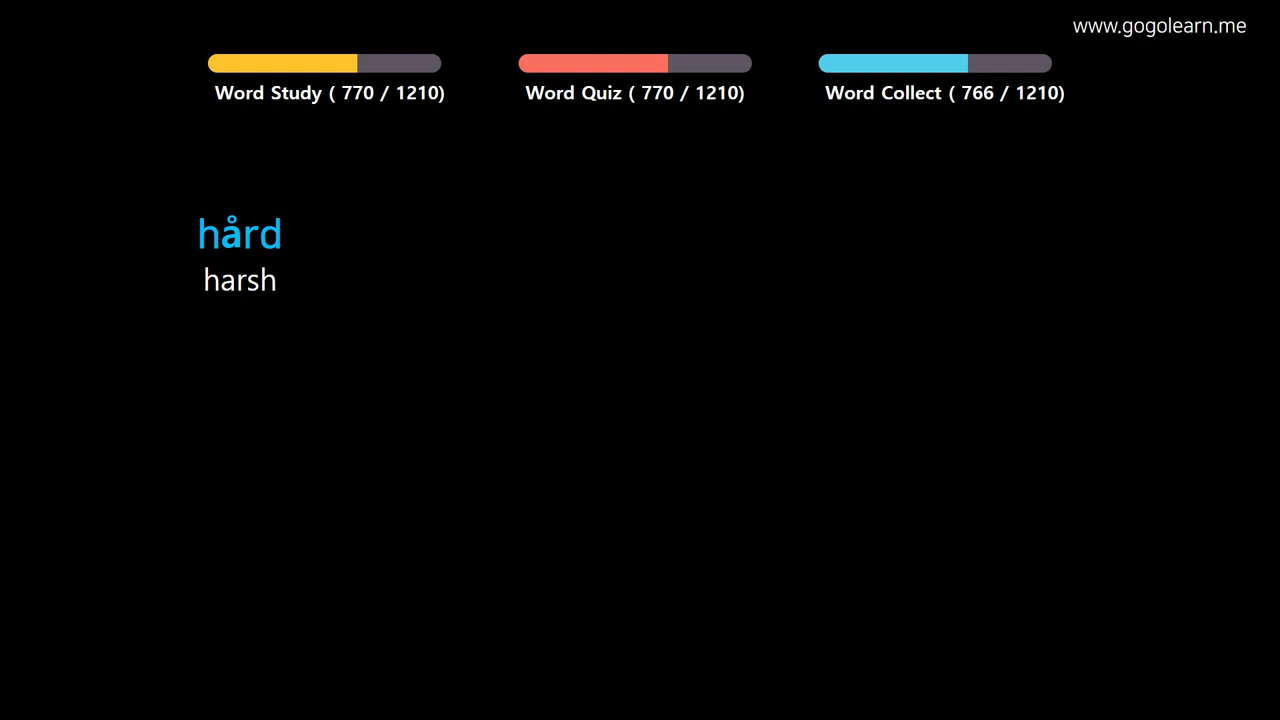 www.gogolearn.me
Word Study ( 770 / 1210)
Word Quiz ( 770 / 1210)
Word Collect ( 766 / 1210)
hård
harsh